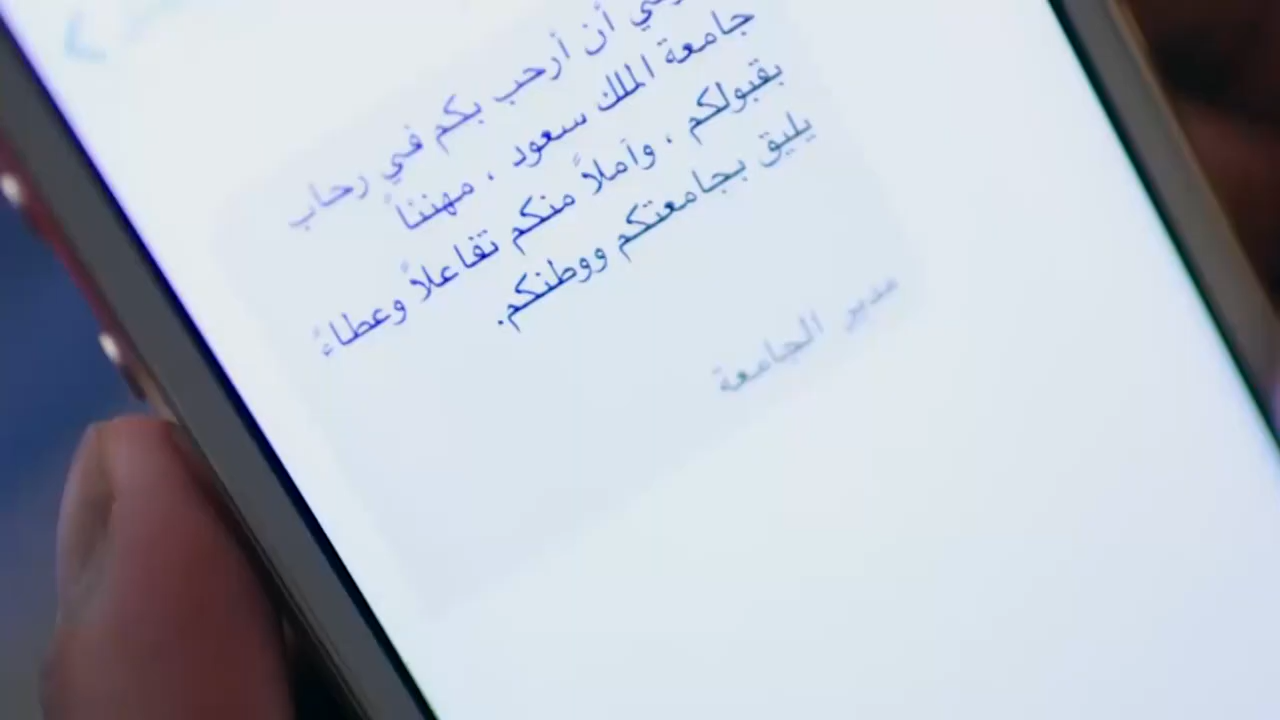 أن أرحب بكم في رحاب
جامعة الملك سعود ، مهنئاً
بقبولكم ، وآملاً منكم تفاعلاً وعطاءً
يليق بجامعتكم ووطنكم.
مدير الجامعة